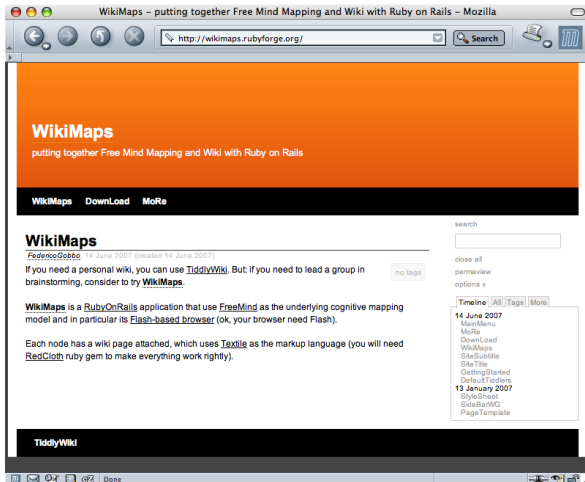 WikiMaps – putting together Free Mind Mapping and Wiki with Ruby on Rails – Mozilla
http://wikimaps.rubyforge.org/
Search
WikiMaps
putting together Free Mind Mapping and Wiki with Ruby on Rails
WikiMaps DownLoad MoRe
WikiMaps
FedericoGobbo, 14 June 2007 (created 14 June 2007)
no tags
If you need a personal wiki, you can use TiddlyWiki. But: if you need to lead a group in
brainstorming, consider to try WikiMaps.
WikiMaps is a RubyOnRails application that use FreeMind as the underlying cognitive mapping
model and in particular its Flash-based browser (ok, your browser need Flash).
Each node has a wiki page attached, which uses Textile as the markup language (you will need
RedCloth ruby gem to make everything work rightly).
search
close all
permaview
options »
Timeline All Tags More
14 June 2007
MainMenu
MoRe
DownLoad
WikiMaps
SiteSubtitle
SiteTitle
GettingStarted
DefaultTiddlers
13 January 2007
StyleSheet
SideBarWG
PageTemplate
TiddlyWiki
Done